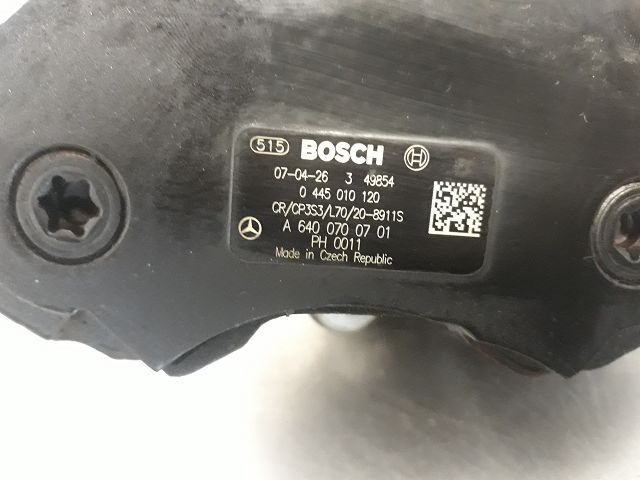 515 BOSCH
07-04-26 3 49854
0 445 010 120
CR/CP3S3/L70/20-8911S
A 640 070 07 01
PH 0011
Made in Czech Republic